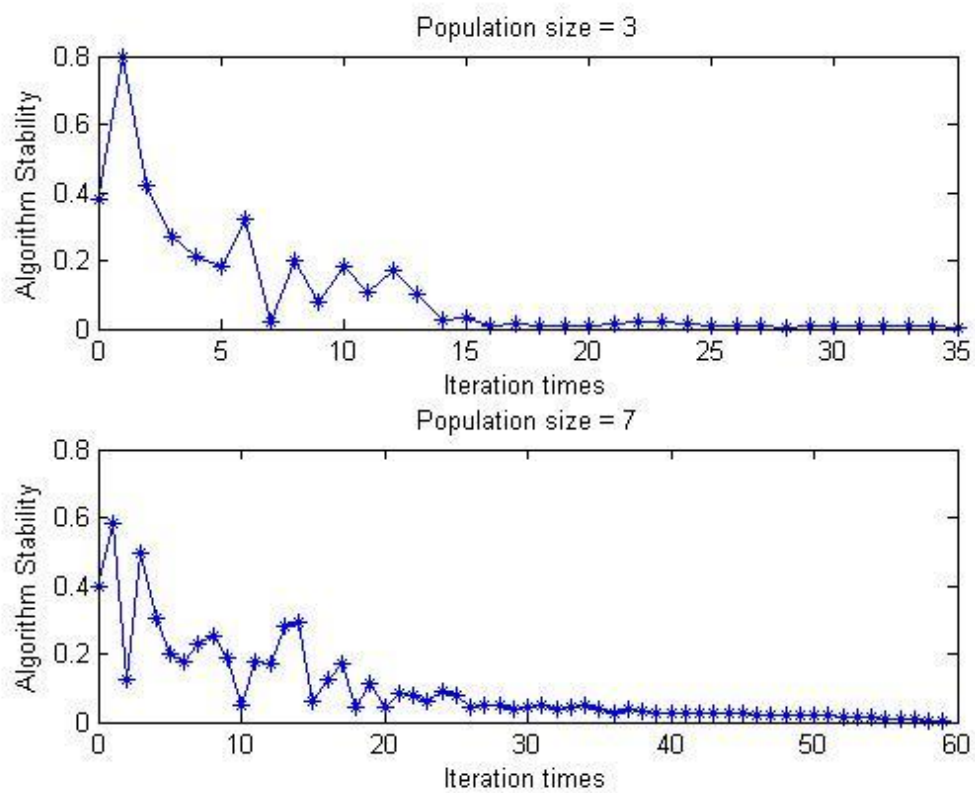 Population size = 3
0.8
0.6
0.4
0.2
0
Algorithm Stability
0 5 10 15 20 25 30 35
Iteration times
Population size = 7
0.8
0.6
0.4
0.2
0
Algorithm Stability
0 10 20 30 40 50 60
Iteration times